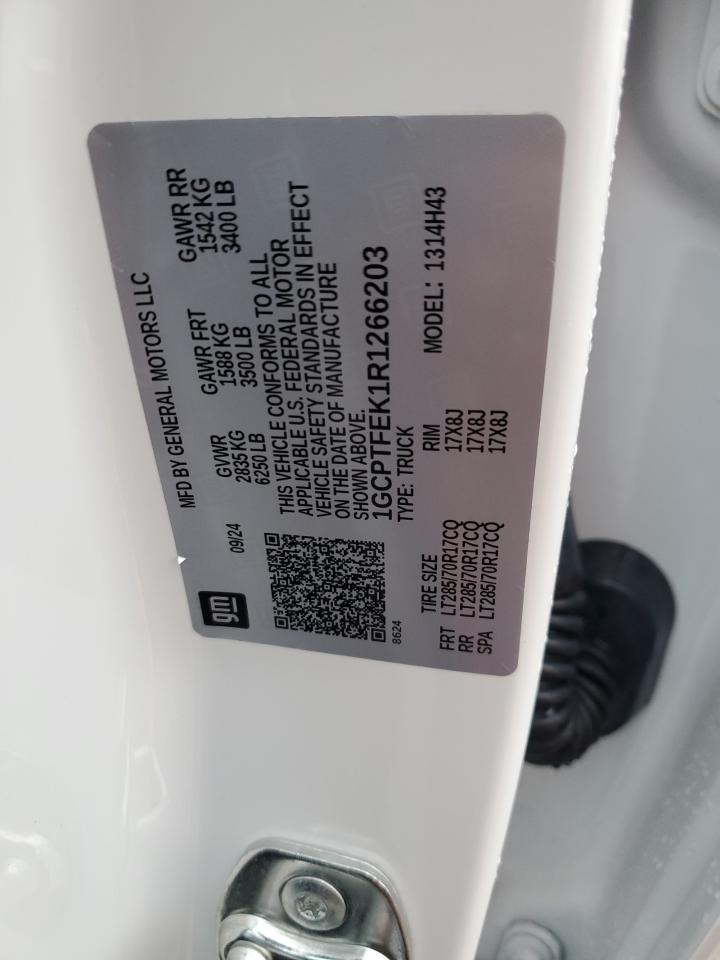 gm
MFD BY GENERAL MOTORS LLC
09/24
GVWR GAWR FRT GAWR RR
2835 KG 1588 KG 1542 KG
6250 LB 3500 LB 3400 LB
THIS VEHICLE CONFORMS TO ALL
APPLICABLE U.S. FEDERAL MOTOR
VEHICLE SAFETY STANDARDS IN EFFECT
ON THE DATE OF MANUFACTURE
SHOWN ABOVE.
1GCPTFEK1R1266203
8624
TYPE: TRUCK MODEL: 1314H43
TIRE SIZE RIM
FRT LT285/70R17CQ 17X8J
RR LT285/70R17CQ 17X8J
SPA LT285/70R17CQ 17X8J